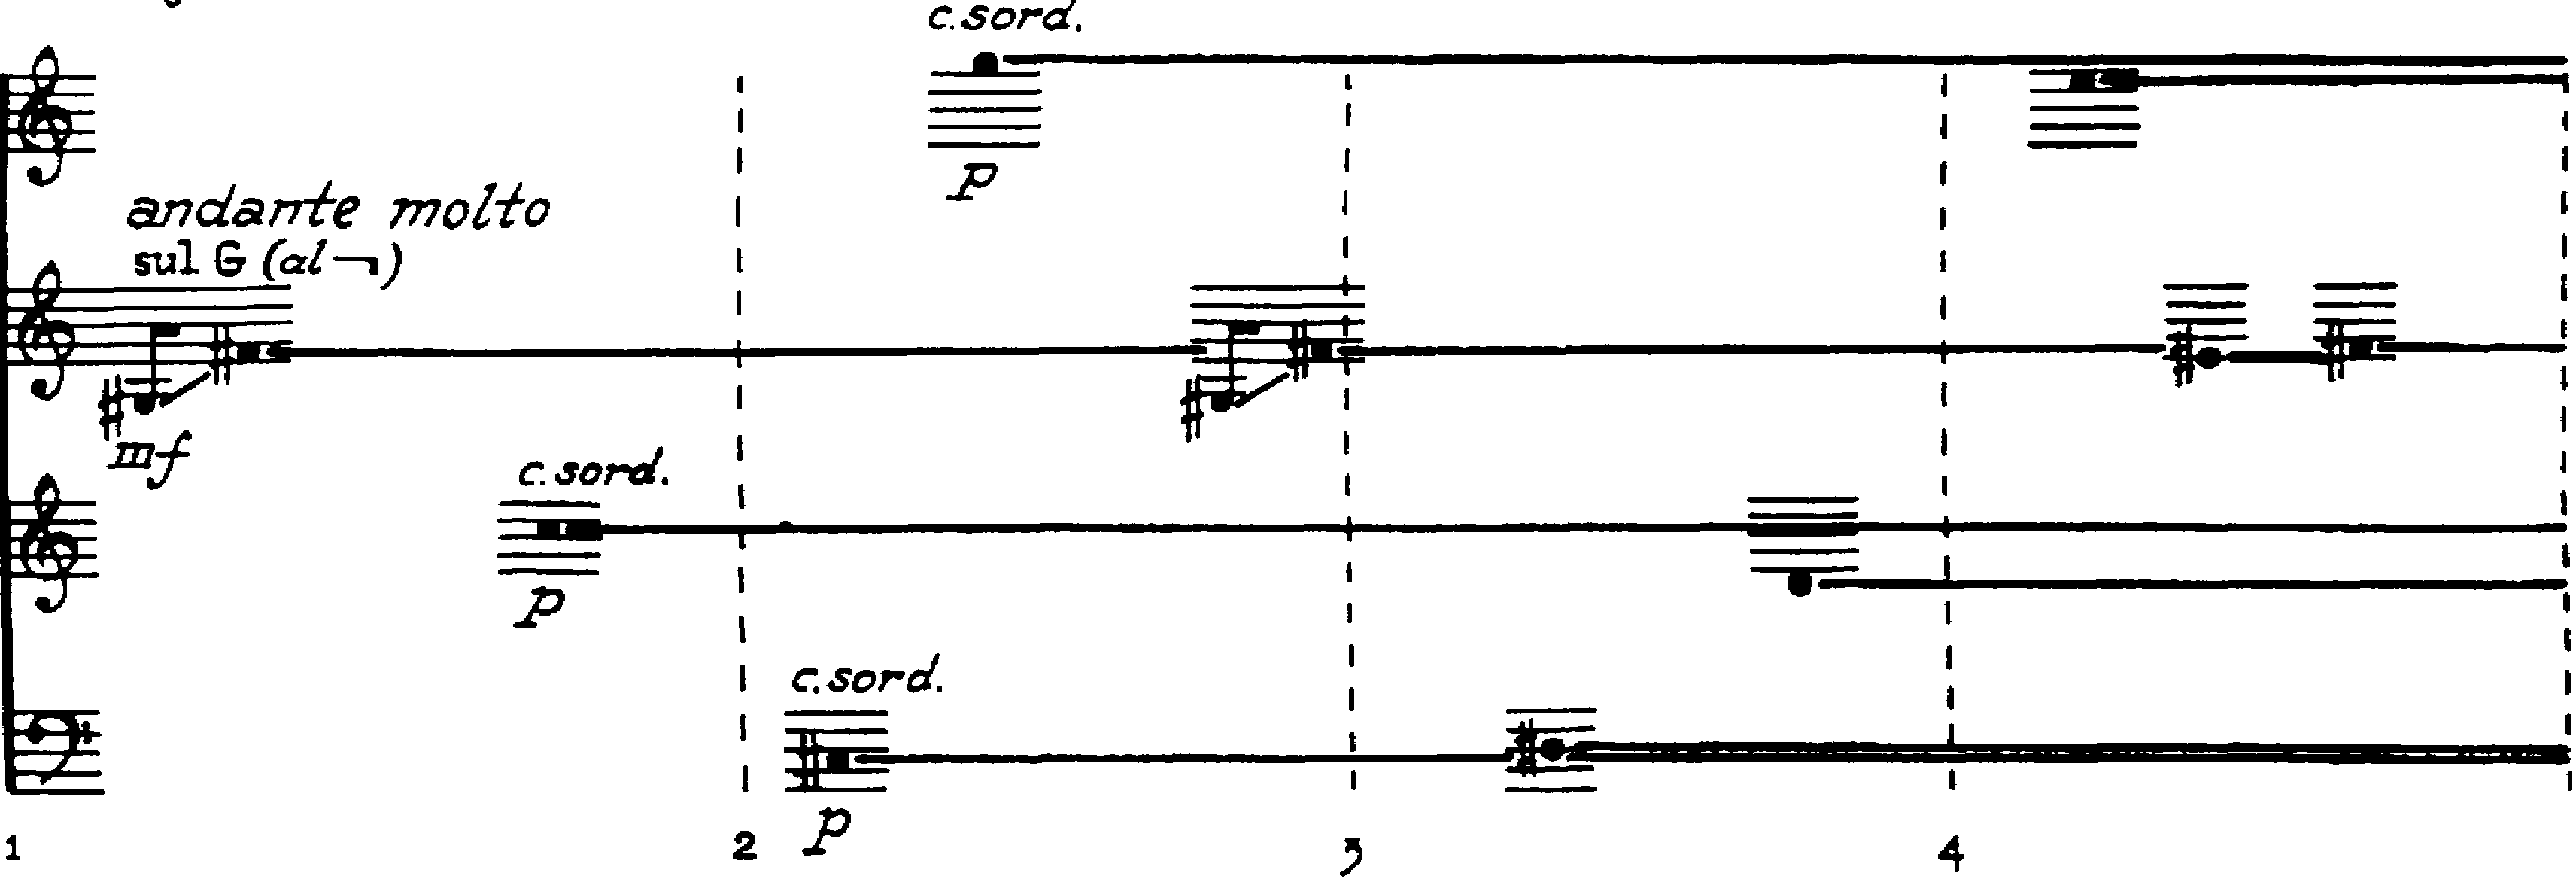 c.sord.
p
andante molto
sul G (al ¬)
mf
c.sord.
p
c.sord.
p
1 2 3 4